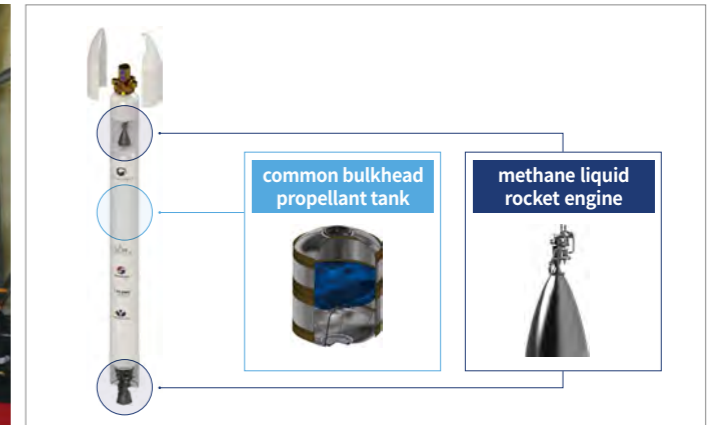 common bulkhead
propellant tank
methane liquid
rocket engine